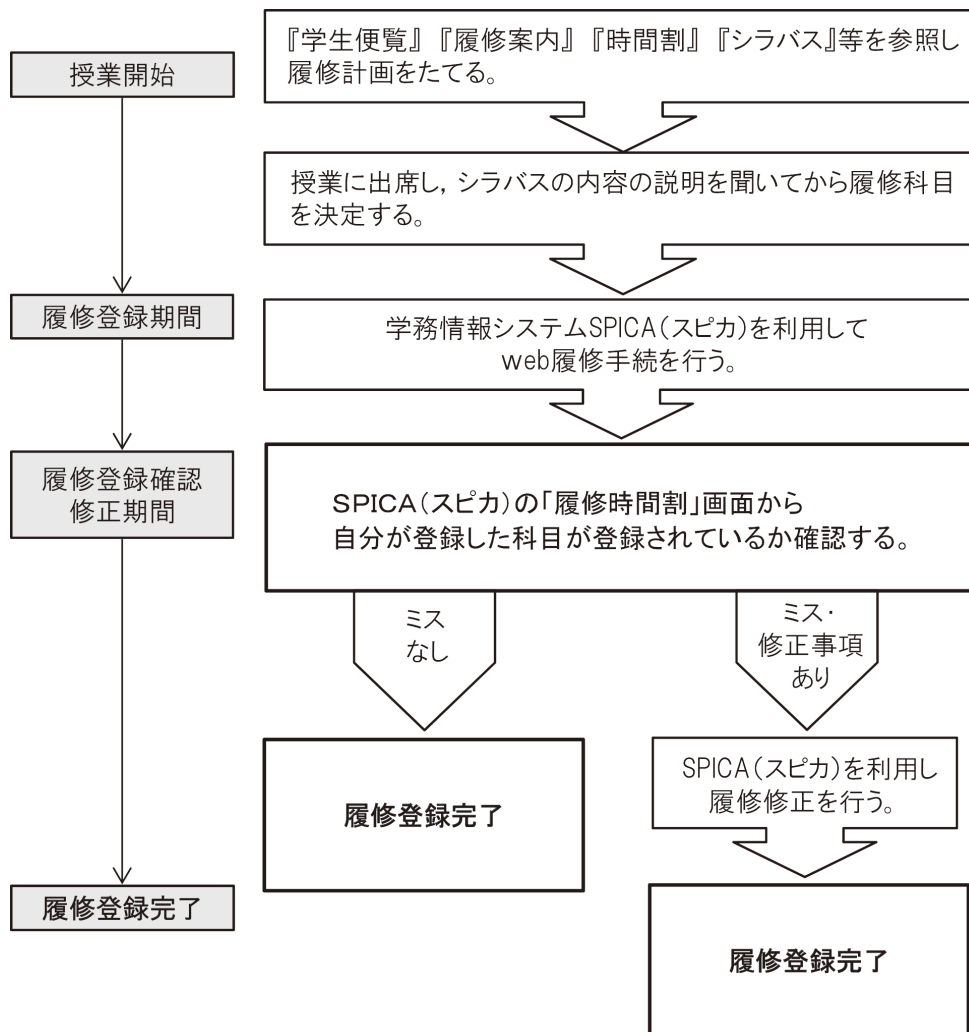 授業開始
『学生便覧』『履修案内』『時間割』『シラバス』等を参照し
履修計画をたてる。
授業に出席し，シラバスの内容の説明を聞いてから履修科目
を決定する。
履修登録期間
学務情報システムSPICA（スピカ）を利用して
web履修手続を行う。
履修登録確認
修正期間
SPICA（スピカ）の「履修時間割」画面から
自分が登録した科目が登録されているか確認する。
ミス
なし
ミス・
修正事項
あり
SPICA（スピカ）を利用し
履修修正を行う。
履修登録完了
履修登録完了
履修登録完了